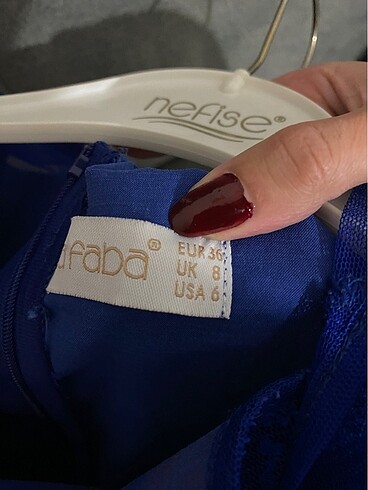 nefise®
faba®
EUR 36
UK 8
USA 6